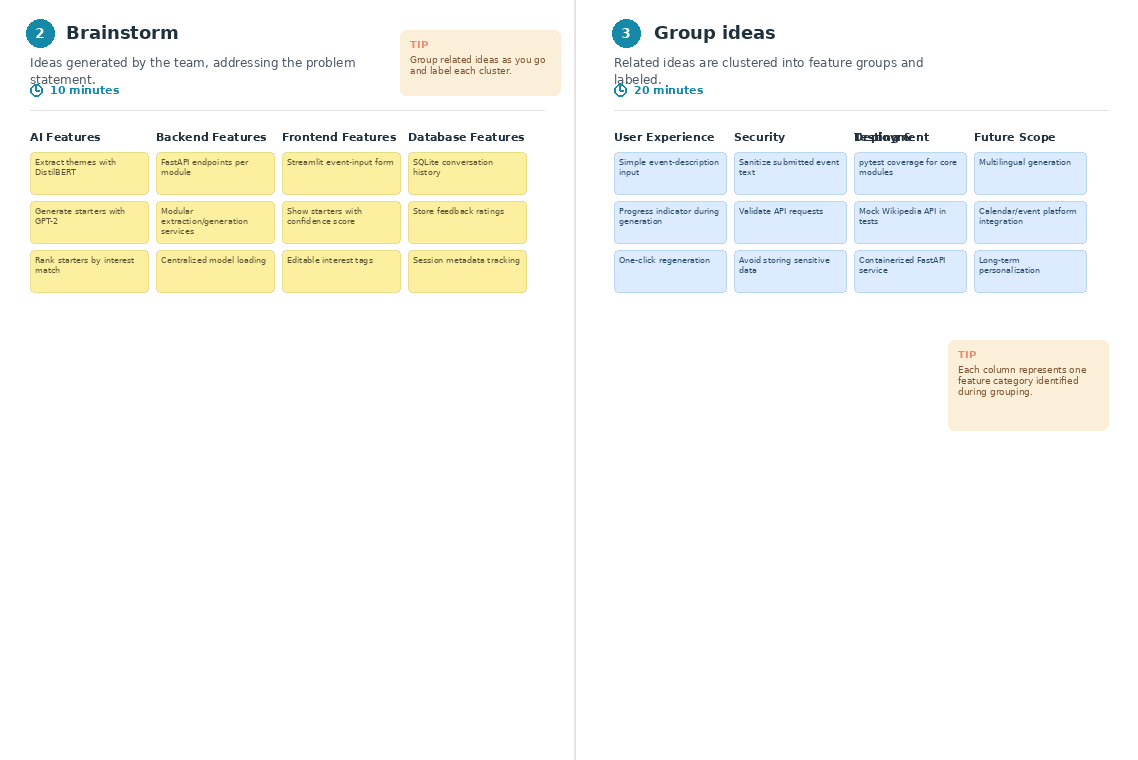 2 Brainstorm
Ideas generated by the team, addressing the problem
statement.
10 minutes
TIP
Group related ideas as you go
and label each cluster.
AI Features
Extract themes with
DistilBERT
Generate starters with
GPT-2
Rank starters by interest
match
Backend Features
FastAPI endpoints per
module
Modular
extraction/generation
services
Centralized model loading
Frontend Features
Streamlit event-input form
Show starters with
confidence score
Editable interest tags
Database Features
SQLite conversation
history
Store feedback ratings
Session metadata tracking
3 Group ideas
Related ideas are clustered into feature groups and
labeled.
20 minutes
User Experience
Simple event-description
input
Progress indicator during
generation
One-click regeneration
Security
Sanitize submitted event
text
Validate API requests
Avoid storing sensitive
data
Testing &
Deployment
pytest coverage for core
modules
Mock Wikipedia API in
tests
Containerized FastAPI
service
Future Scope
Multilingual generation
Calendar/event platform
integration
Long-term
personalization
TIP
Each column represents one
feature category identified
during grouping.